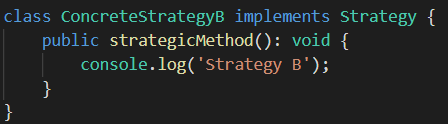 class ConcreteStrategyB implements Strategy {
    public strategicMethod(): void {
        console.log('Strategy B');
    }
}